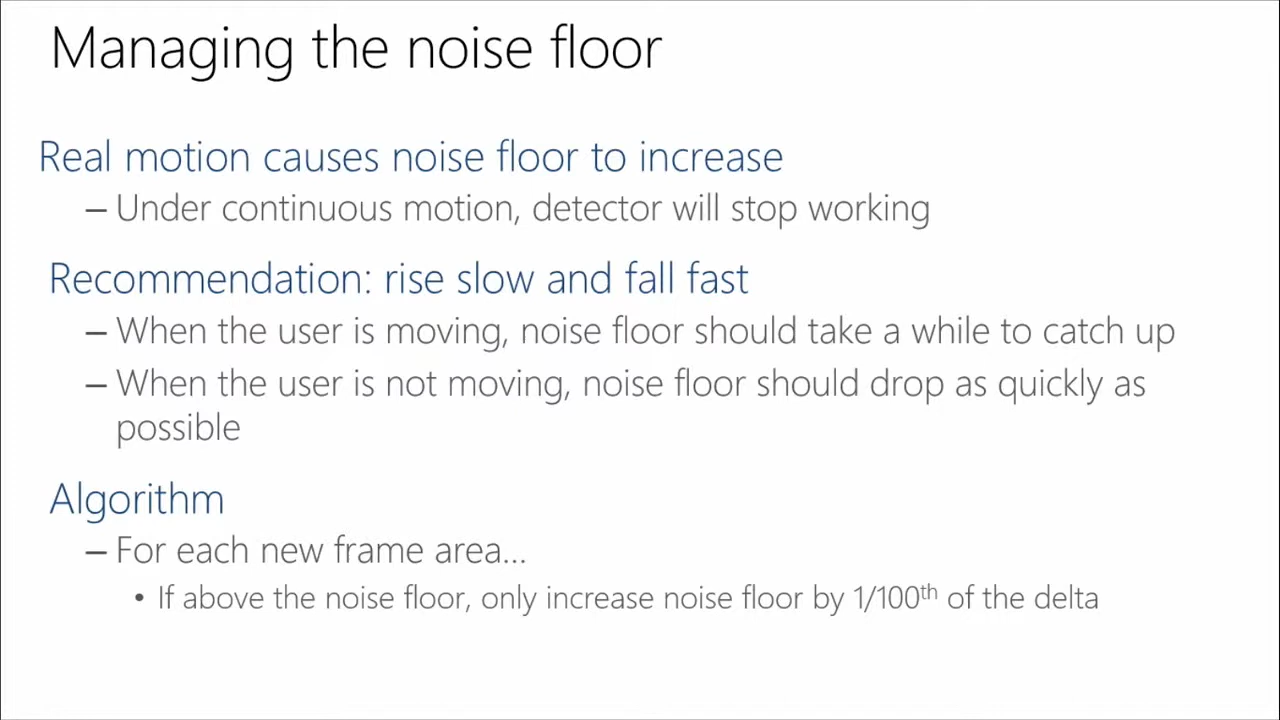 Managing the noise floor
Real motion causes noise floor to increase
– Under continuous motion, detector will stop working
Recommendation: rise slow and fall fast
– When the user is moving, noise floor should take a while to catch up
– When the user is not moving, noise floor should drop as quickly as
possible
Algorithm
– For each new frame area...
• If above the noise floor, only increase noise floor by 1/100th of the delta